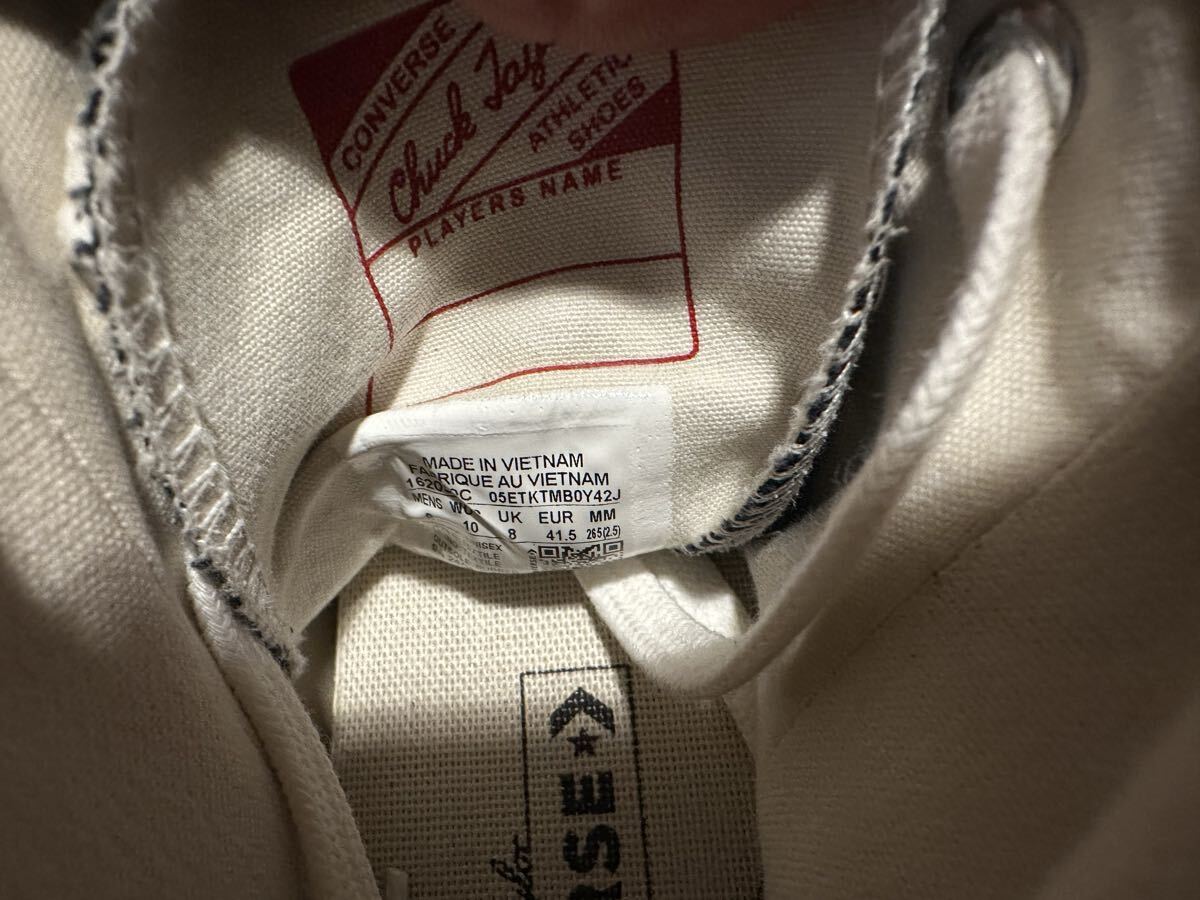 CONVERSE
Chuck
ATHLETIC
SHOES
PLAYERS NAME
MADE IN VIETNAM
FABRIQUE AU VIETNAM
05ETKTMB0Y42J
MENS UK EUR MM
10 8 41.5 265(2.5)